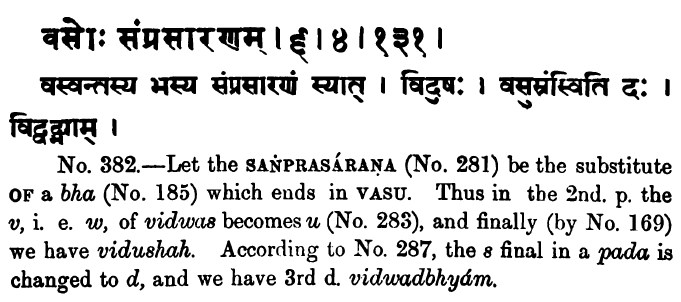 वसोः संप्रसारणम् । ६ । ४ । १३१ ।
वस्वन्तस्य भस्य संप्रसारणं स्यात् । विदुषः । वसुस्रंस्विति दः ।
विद्वद्भ्याम् ।
No. 382.—Let the SAṄPRASÁRAṆA (No. 281) be the substitute
OF a bha (No. 185) which ends in VASU. Thus in the 2nd. p. the
v, i. e. w, of vidwas becomes u (No. 283), and finally (by No. 169)
we have vidushah. According to No. 287, the s final in a pada is
changed to d, and we have 3rd d. vidwadbhyám.